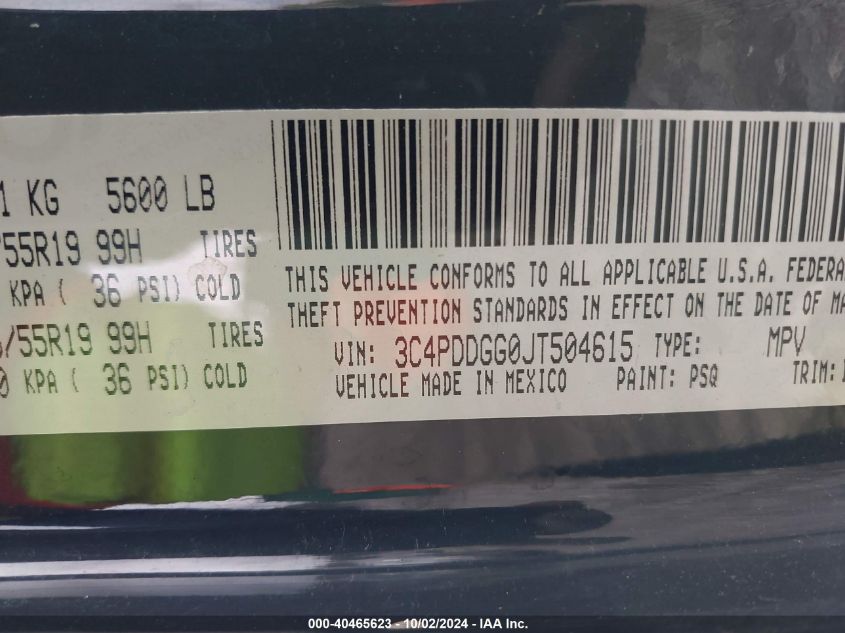 1 KG 5600 LB
/55R19 99H TIRES
KPA ( 36 PSI) COLD
/55R19 99H TIRES
0 KPA ( 36 PSI) COLD
THIS VEHICLE CONFORMS TO ALL APPLICABLE U.S.A. FEDERA
THEFT PREVENTION STANDARDS IN EFFECT ON THE DATE OF MA
VIN: 3C4PDDGG0JT504615 TYPE: MPV
VEHICLE MADE IN MEXICO PAINT: PSQ TRIM:
000-40465623 - 10/02/2024 - IAA Inc.